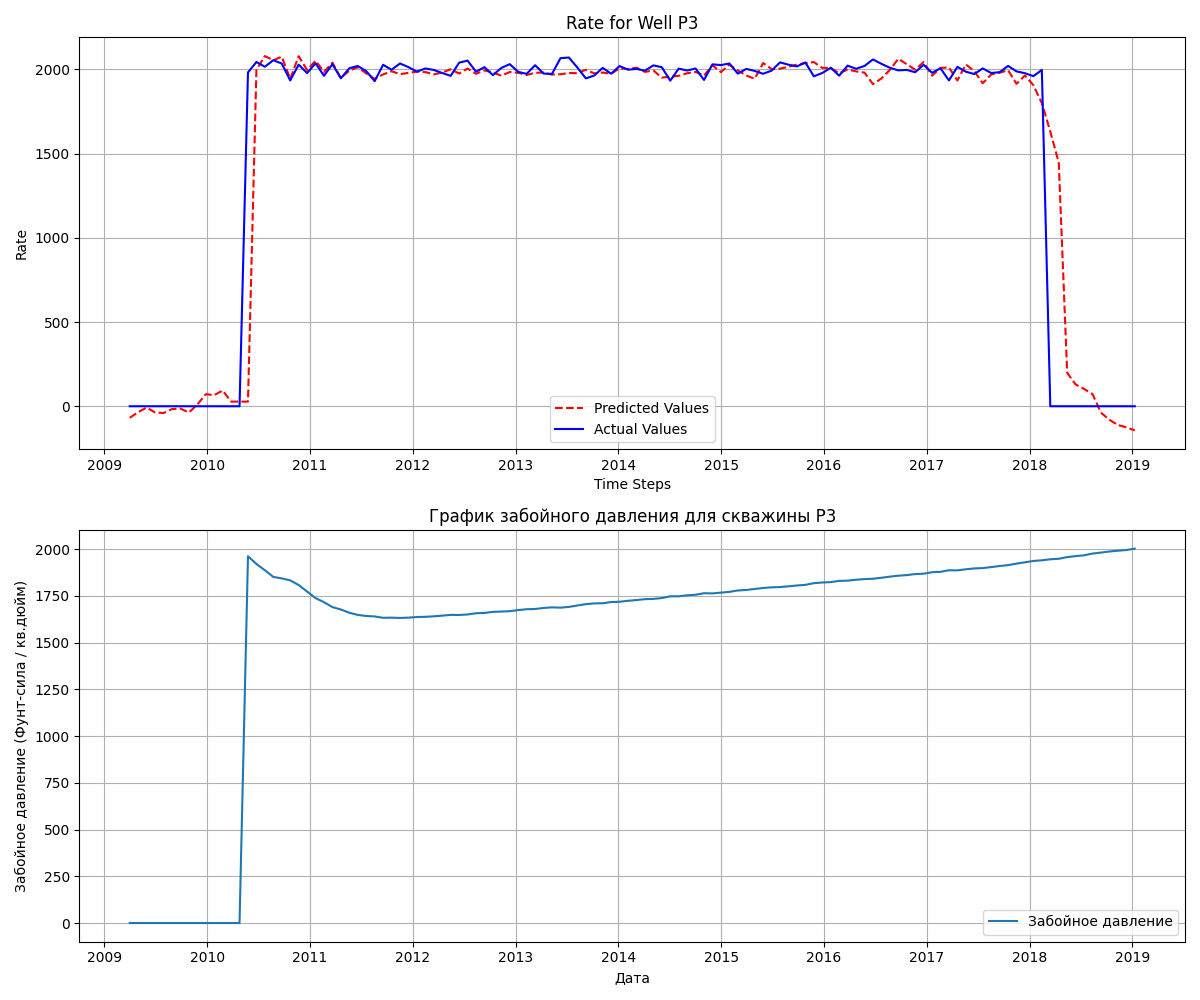 Rate for Well P3
2000
1500
1000
500
0
Rate
Predicted Values
Actual Values
2009 2010 2011 2012 2013 2014 2015 2016 2017 2018 2019
Time Steps
График забойного давления для скважины P3
2000
1750
1500
1250
1000
750
500
250
0
Забойное давление (Фунт-сила / кв.дюйм)
Забойное давление
2009 2010 2011 2012 2013 2014 2015 2016 2017 2018 2019
Дата